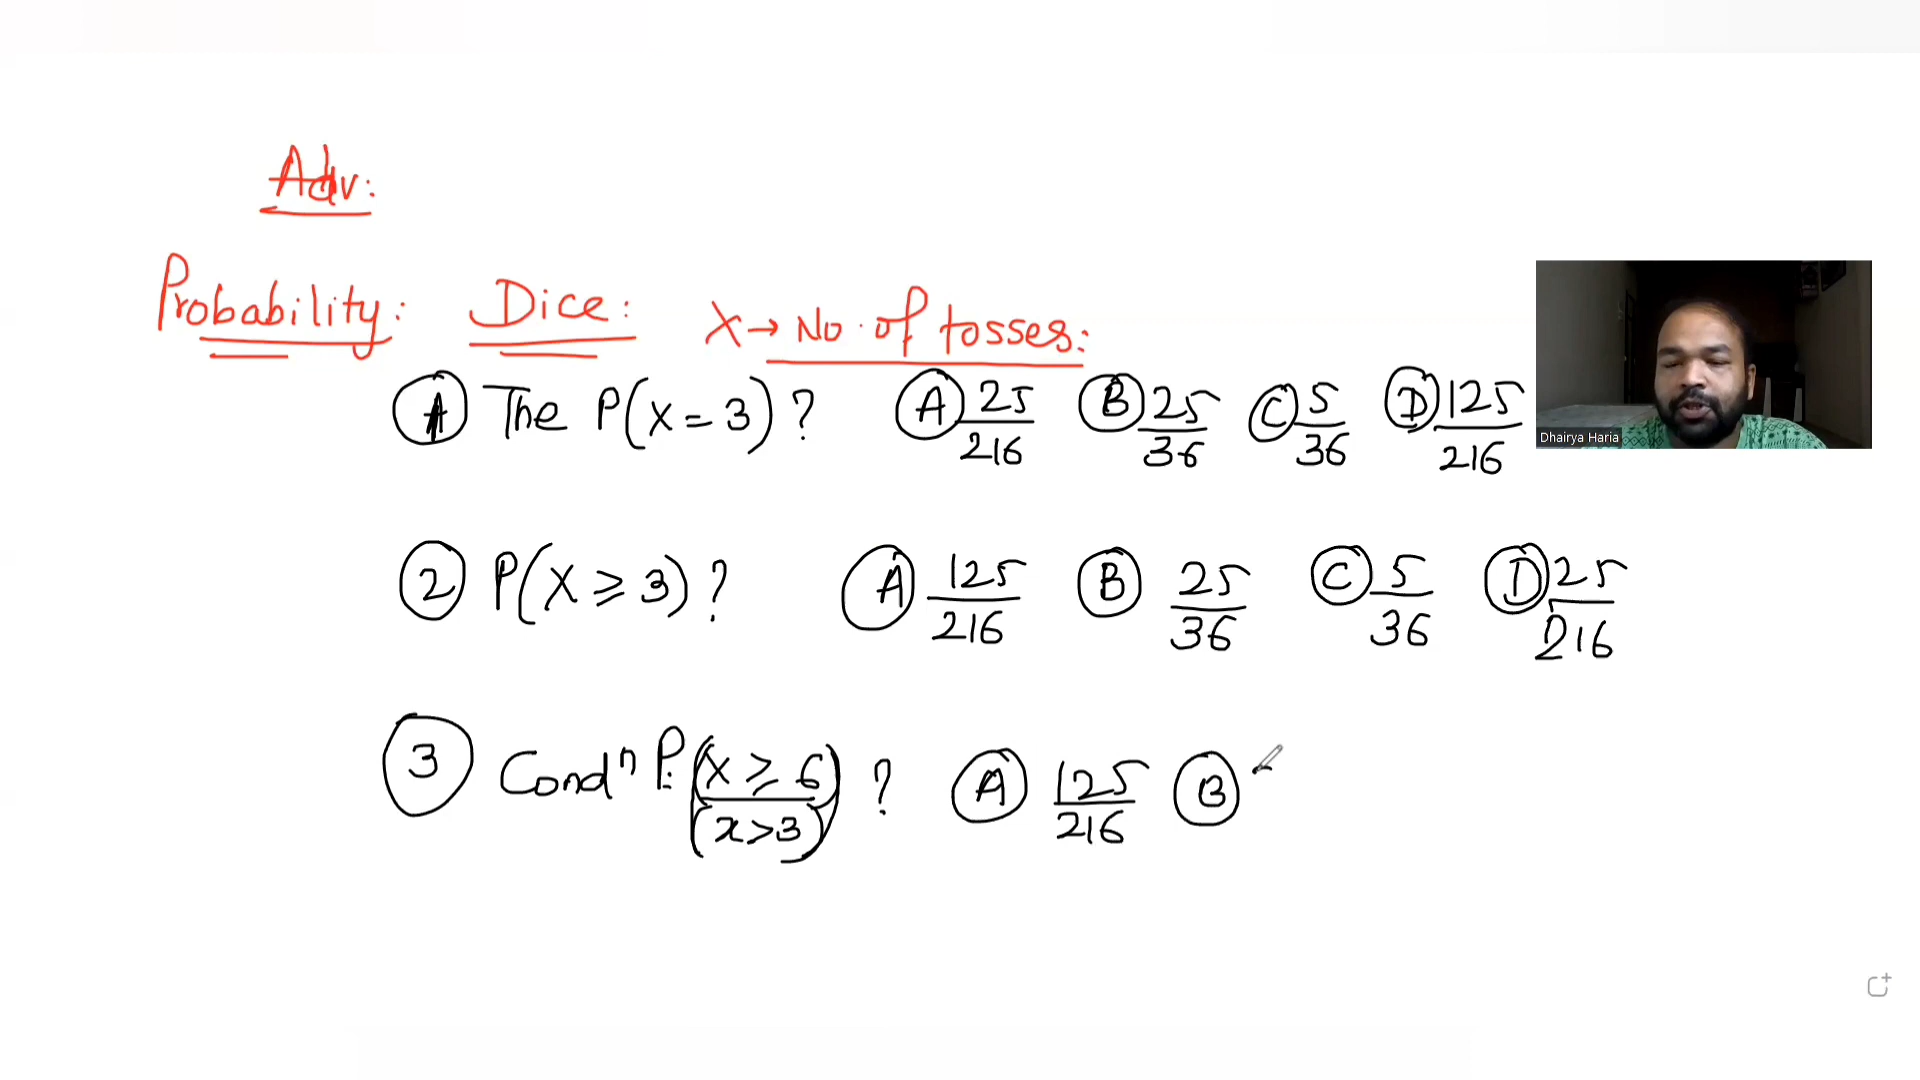 Adv:
Probability: Dice: X → No. of tosses:
① The P(X = 3) ? Ⓐ 25/216 Ⓑ 25/36 Ⓒ 5/36 Ⓓ 125/216
Dhairya Haria
② P(X ⩾ 3) ? Ⓐ 125/216 Ⓑ 25/36 Ⓒ 5/36 Ⓓ 25/216
③ Condⁿ P. (X ⩾ 6)/(x > 3) ? Ⓐ 125/216 Ⓑ